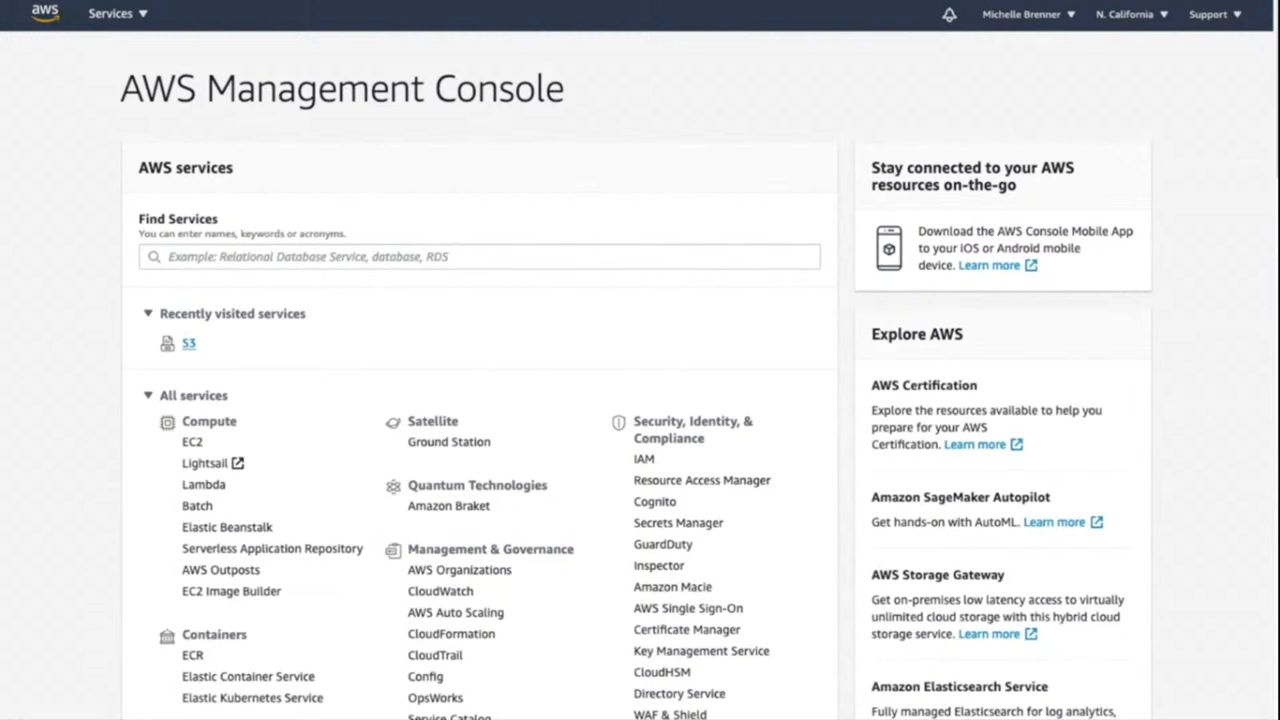 aws Services Michelle Brenner N. California Support
AWS Management Console
AWS services
Find Services
You can enter names, keywords or acronyms.
Example: Relational Database Service, database, RDS
Recently visited services
S3
All services
Compute
EC2
Lightsail
Lambda
Batch
Elastic Beanstalk
Serverless Application Repository
AWS Outposts
EC2 Image Builder
Containers
ECR
Elastic Container Service
Elastic Kubernetes Service
Satellite
Ground Station
Quantum Technologies
Amazon Braket
Management & Governance
AWS Organizations
CloudWatch
AWS Auto Scaling
CloudFormation
CloudTrail
Config
OpsWorks
Service Catalog
Security, Identity, &
Compliance
IAM
Resource Access Manager
Cognito
Secrets Manager
GuardDuty
Inspector
Amazon Macie
AWS Single Sign-On
Certificate Manager
Key Management Service
CloudHSM
Directory Service
WAF & Shield
Stay connected to your AWS
resources on-the-go
Download the AWS Console Mobile App
to your iOS or Android mobile
device. Learn more
Explore AWS
AWS Certification
Explore the resources available to help you
prepare for your AWS
Certification. Learn more
Amazon SageMaker Autopilot
Get hands-on with AutoML. Learn more
AWS Storage Gateway
Get on-premises low latency access to virtually
unlimited cloud storage with this hybrid cloud
storage service. Learn more
Amazon Elasticsearch Service
Fully managed Elasticsearch for log analytics,